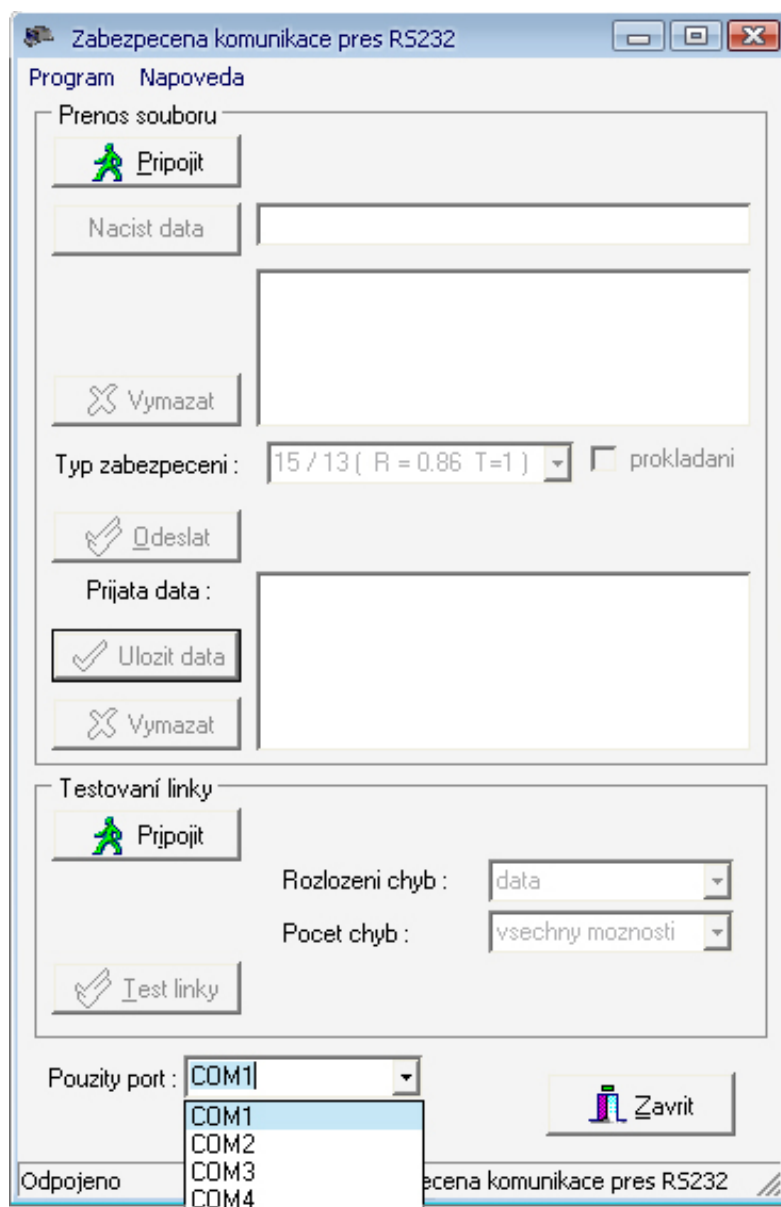 Zabezpecena komunikace pres RS232
Program Napoveda
Prenos souboru
Pripojit
Nacist data
Vymazat
Typ zabezpeceni : 15 / 13 ( R = 0.86 T=1 ) prokladani
Odeslat
Prijata data :
Ulozit data
Vymazat
Testovaní linky
Pripojit
Rozlozeni chyb : data
Pocet chyb : vsechny moznosti
Test linky
Pouzity port : COM1
COM1
COM2
COM3
COM4
Zavrit
Odpojeno ecena komunikace pres RS232